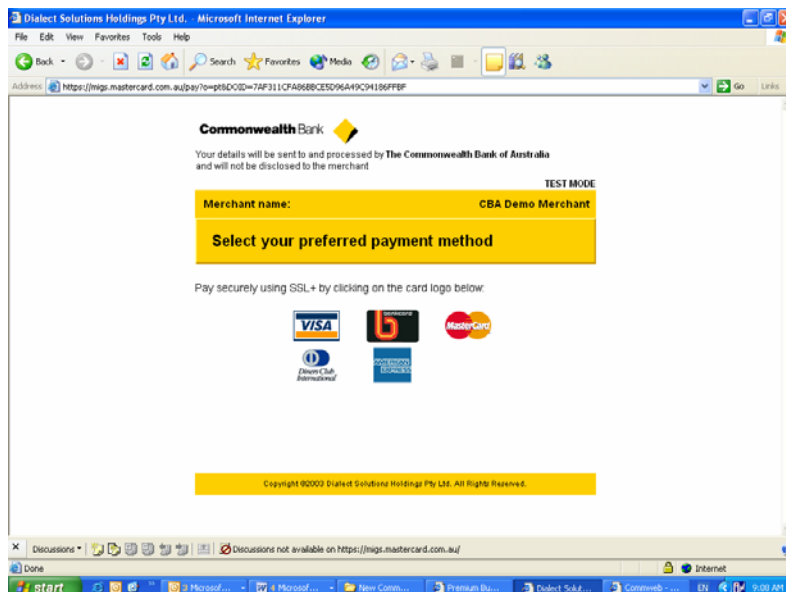 Dialect Solutions Holdings Pty Ltd. - Microsoft Internet Explorer
File Edit View Favorites Tools Help
Back Search Favorites Media
Address https://migs.mastercard.com.au/pay?o=pt&DOID=7AF311CFA86BBCE5D96A49C94186FFBF Go Links
Commonwealth Bank
Your details will be sent to and processed by The Commonwealth Bank of Australia
and will not be disclosed to the merchant
TEST MODE
Merchant name: CBA Demo Merchant
Select your preferred payment method
Pay securely using SSL+ by clicking on the card logo below:
VISA bankcard MasterCard
Diners Club
International
AMERICAN
EXPRESS
Copyright ©2003 Dialect Solutions Holdings Pty Ltd. All Rights Reserved.
Discussions Discussions not available on https://migs.mastercard.com.au/
Done Internet
start 3 Microsof... 4 Microsof... New Comm... Premium Bu... Dialect Solut... Commweb - ... EN 9:00 AM